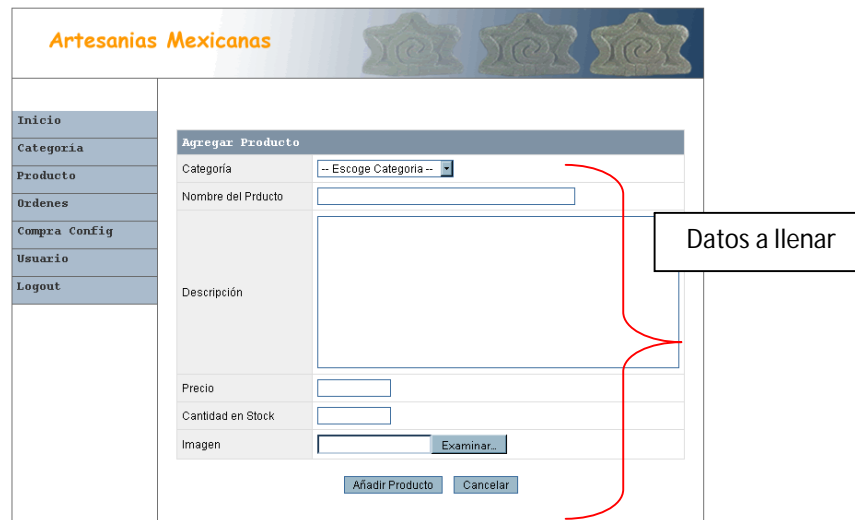 Artesanias Mexicanas
Inicio
Categoria
Producto
Ordenes
Compra Config
Usuario
Logout
Agregar Producto
Categoría
-- Escoge Categoria --
Nombre del Prducto
Descripción
Precio
Cantidad en Stock
Imagen
Examinar...
Añadir Producto
Cancelar
Datos a llenar